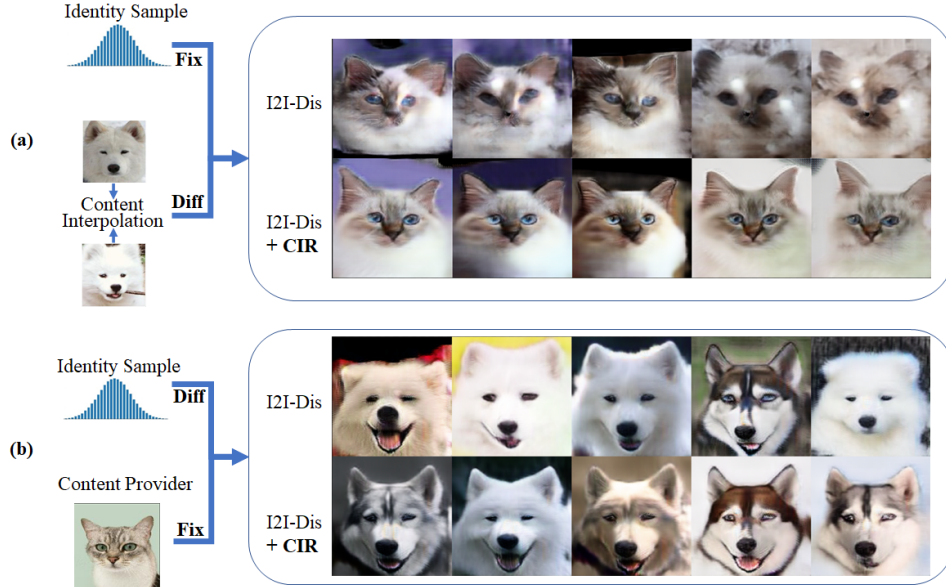 Identity Sample
Fix
(a)
Content
Interpolation
Diff
I2I-Dis
I2I-Dis
+ CIR
Identity Sample
Diff
(b)
Content Provider
Fix
I2I-Dis
I2I-Dis
+ CIR